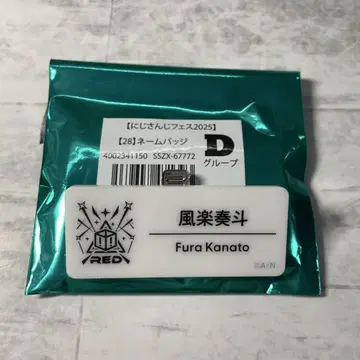 【にじさんじフェス2025】
【28】ネームバッジ
D
グループ
4002341150 SSZX-67772
風楽奏斗
Fura Kanato
RED
©A/N